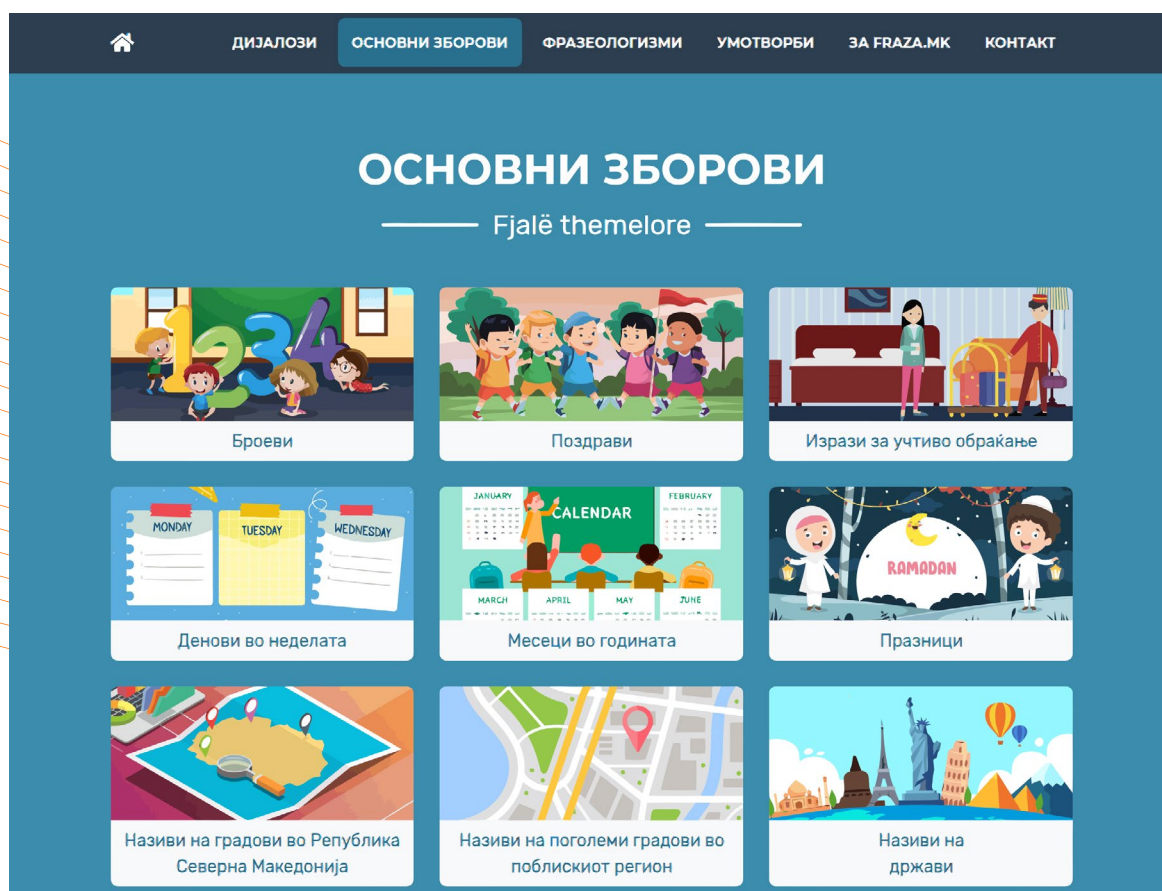 ДИЈАЛОЗИ ОСНОВНИ ЗБОРОВИ ФРАЗЕОЛОГИЗМИ УМОТВОРБИ ЗА FRAZA.MK КОНТАКТ
ОСНОВНИ ЗБОРОВИ
Fjalë themelore
1234
Броеви
Поздрави
Изрази за учтиво обраќање
MONDAY
TUESDAY
WEDNESDAY
Денови во неделата
JANUARY
FEBRUARY
CALENDAR
MARCH
APRIL
MAY
JUNE
Месеци во годината
RAMADAN
Празници
Називи на градови во Република
Северна Македонија
Називи на поголеми градови во
поблискиот регион
Називи на
држави